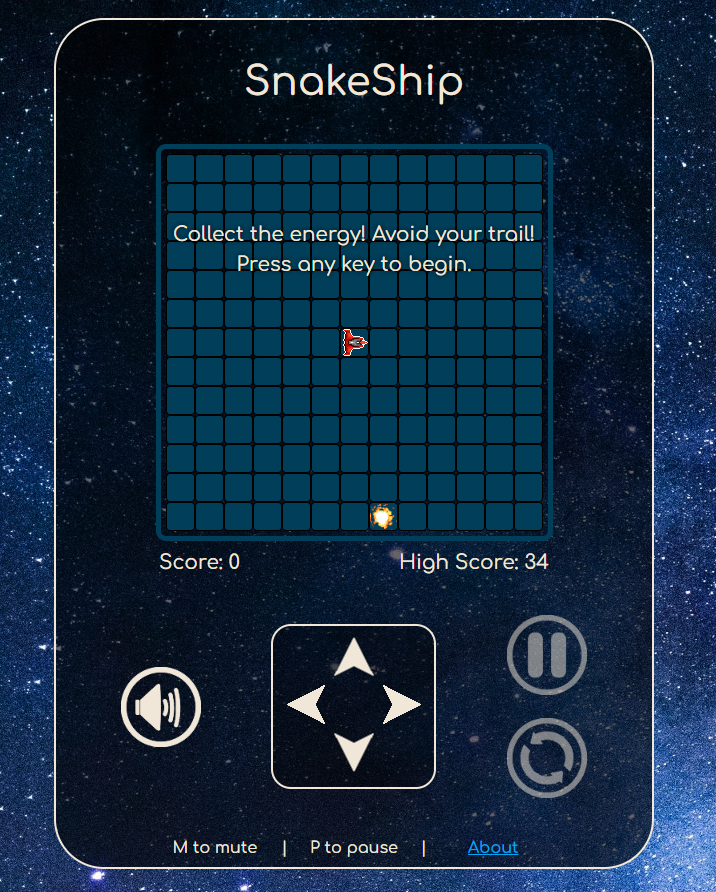 SnakeShip
Collect the energy! Avoid your trail!
Press any key to begin.
Score: 0 High Score: 34
M to mute | P to pause | About